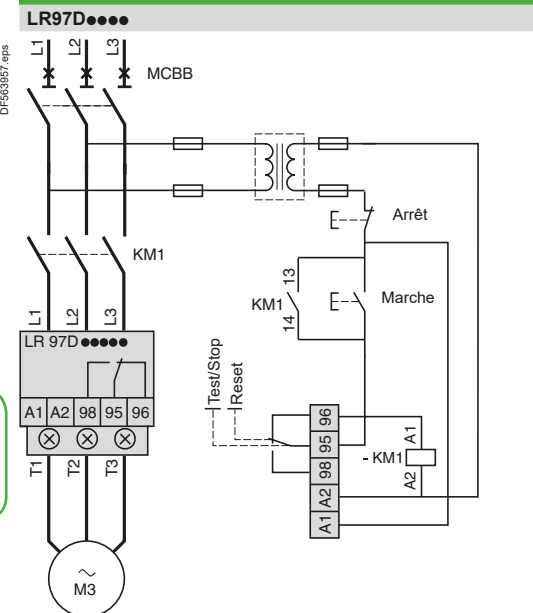 LR97D●●●●
DF563957.eps
L1 L2 L3
MCBB
Arrêt
KM1
13
14
KM1
Marche
L1 L2 L3
LR 97D●●●●●
A1 A2 98 95 96
T1 T2 T3
M3
Test/Stop
Reset
96
95
98
A2
A1
A1
- KM1
A2